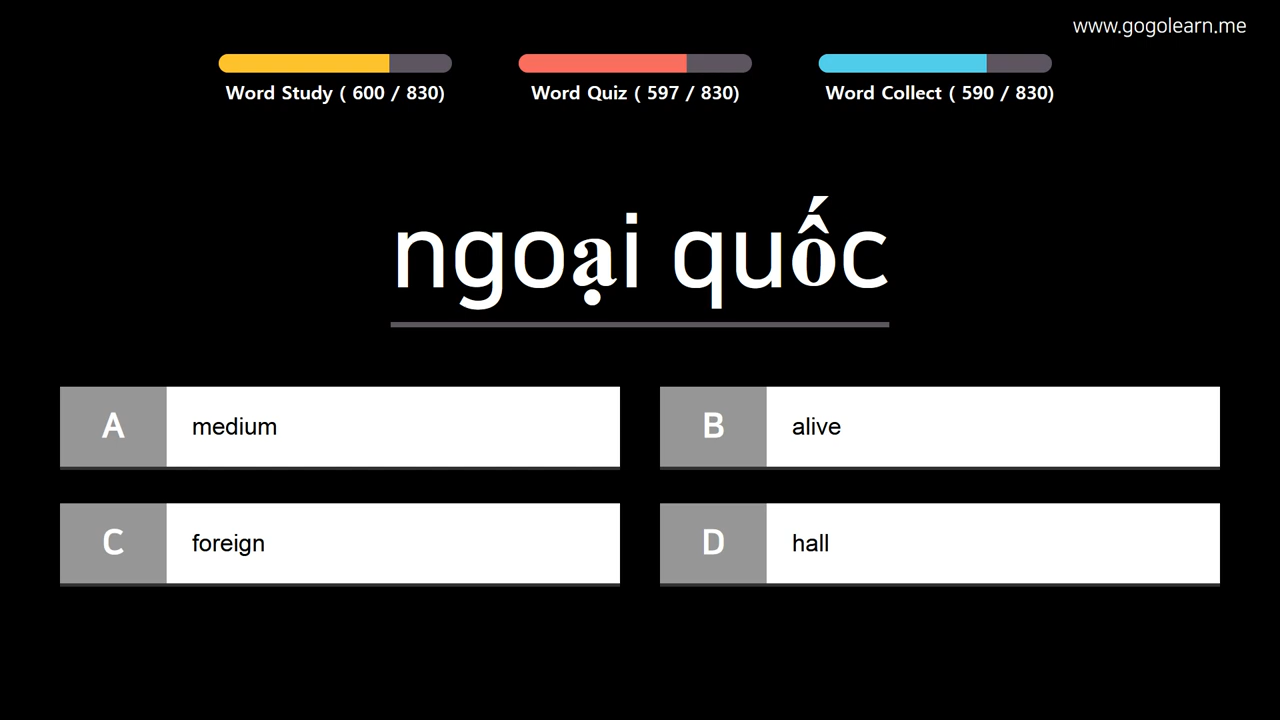 www.gogolearn.me
Word Study ( 600 / 830)
Word Quiz ( 597 / 830)
Word Collect ( 590 / 830)
ngoại quốc
A medium
B alive
C foreign
D hall